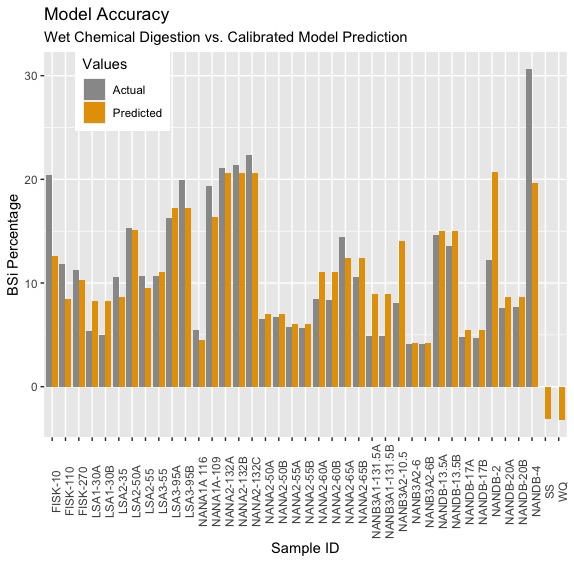 Model Accuracy
Wet Chemical Digestion vs. Calibrated Model Prediction
Values
Actual
Predicted
BSi Percentage
30
20
10
0
FISK-10
FISK-110
FISK-270
LSA1-30A
LSA1-30B
LSA2-35
LSA2-50A
LSA2-55
LSA3-55
LSA3-95A
LSA3-95B
NANA1A 116
NANA1A-109
NANA2-132A
NANA2-132B
NANA2-132C
NANA2-50A
NANA2-50B
NANA2-55A
NANA2-55B
NANA2-60A
NANA2-60B
NANA2-65A
NANA2-65B
NANB3A1-131.5A
NANB3A1-131.5B
NANB3A2-10.5
NANB3A2-6
NANB3A2-6B
NANDB-13.5A
NANDB-13.5B
NANDB-17A
NANDB-17B
NANDB-2
NANDB-20A
NANDB-20B
NANDB-4
SS
WQ
Sample ID